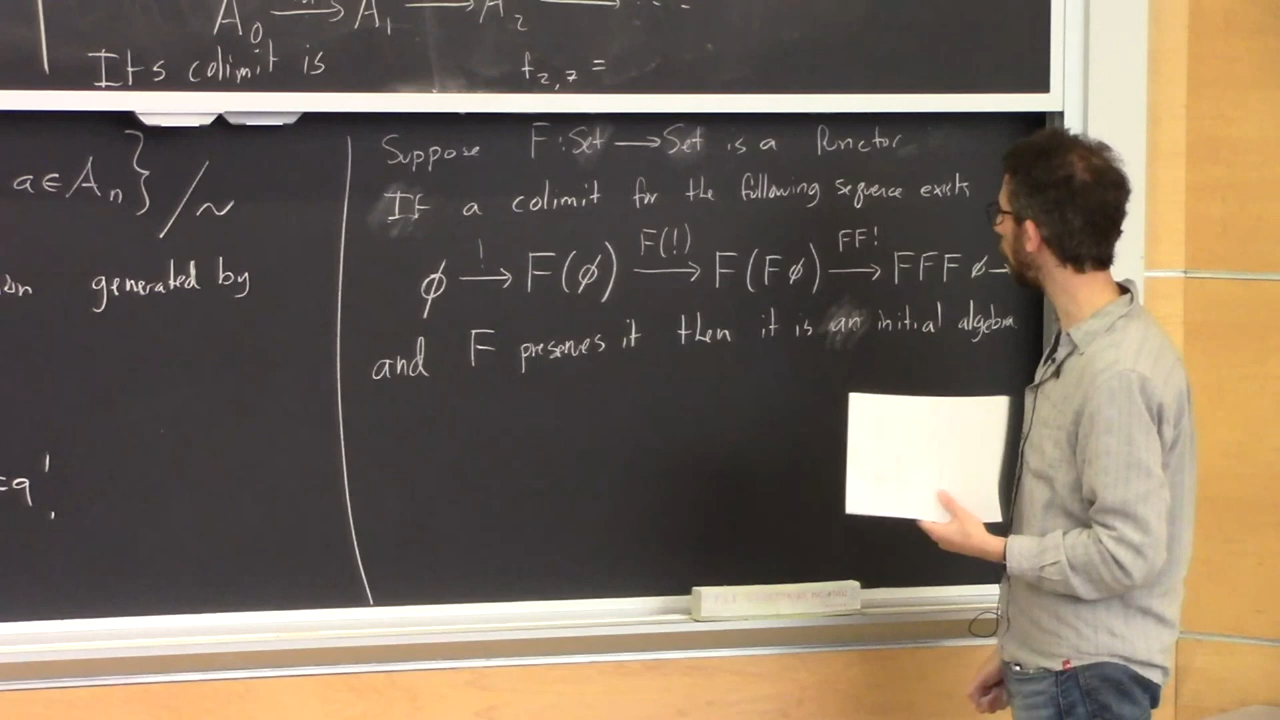 A₀ → A₁ → A₂ → ...
Its colimit is
f₂,₇ =
a ∈ Aₙ} / ~
generated by
Suppose F : Set → Set is a functor
If a colimit for the following sequence exists
∅ —!→ F(∅) —F(!)→ F(F∅) —FF!→ FFF∅ →
and F preserves it then it is an initial algebra.